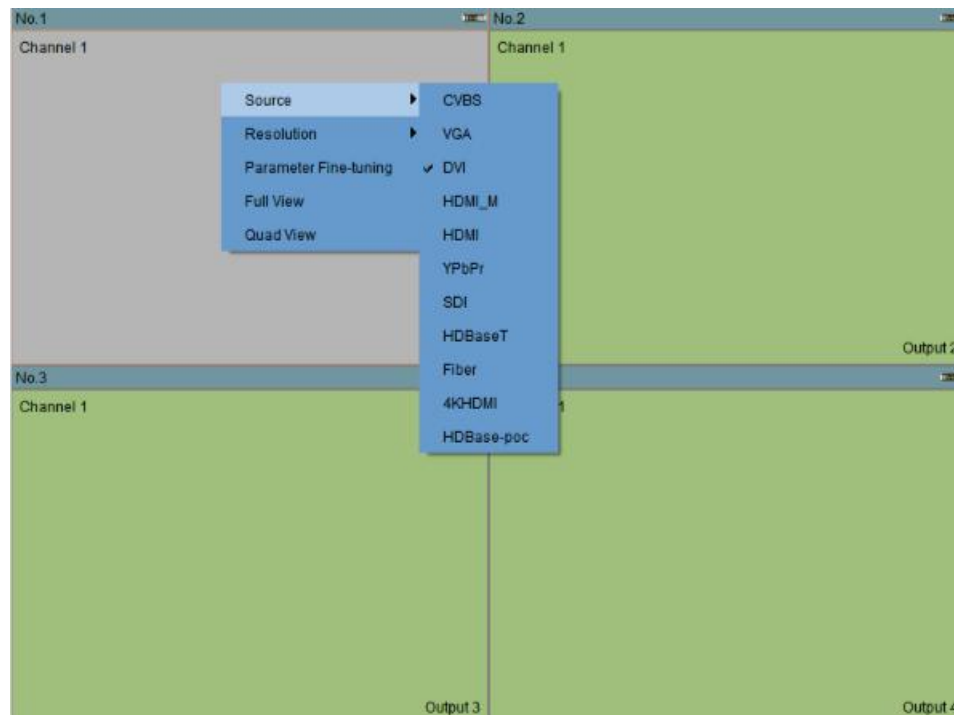 No.1
No.2
Channel 1
Channel 1
Source
Resolution
Parameter Fine-tuning
Full View
Quad View
CVBS
VGA
DVI
HDMI_M
HDMI
YPbPr
SDI
HDBaseT
Fiber
4KHDMI
HDBase-poc
Output 2
No.3
Channel 1
1
Output 3
Output 4